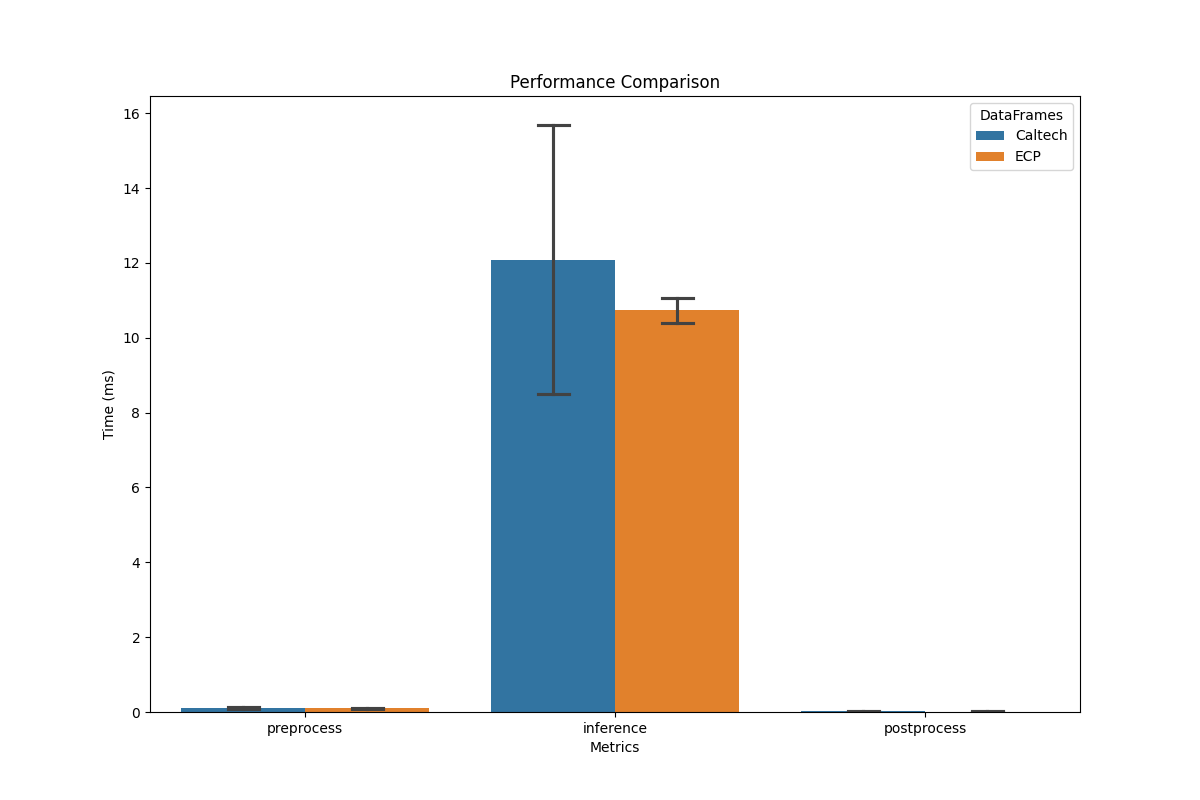 Performance Comparison
DataFrames
Caltech
ECP
16
14
12
10
8
6
4
2
0
Time (ms)
preprocess inference postprocess
Metrics